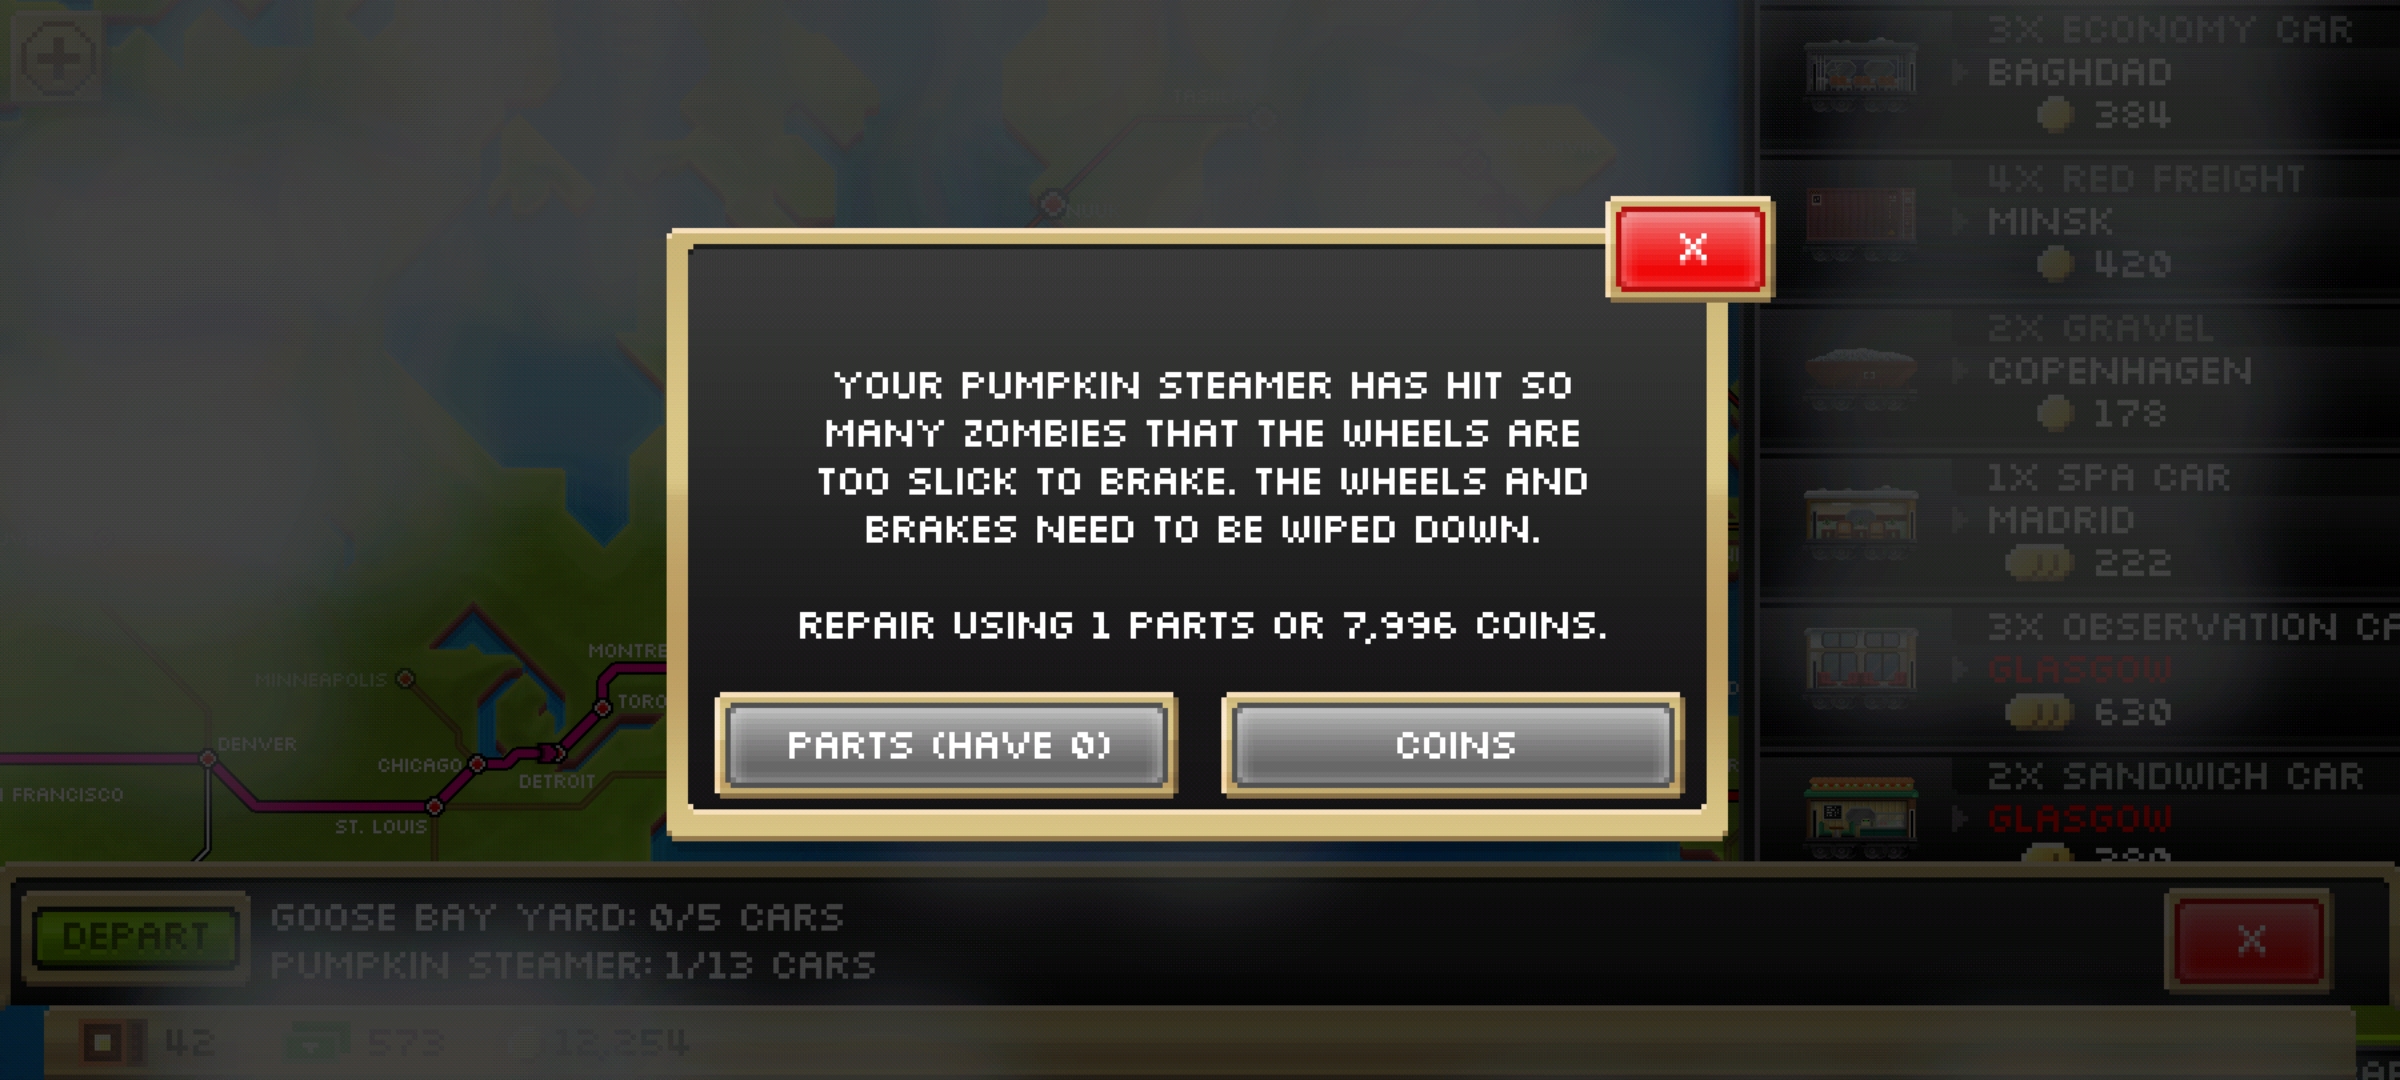 3X ECONOMY CAR
BAGHDAD
384
4X RED FREIGHT
MINSK
420
2X GRAVEL
COPENHAGEN
178
1X SPA CAR
MADRID
222
3X OBSERVATION CA
GLASGOW
630
2X SANDWICH CAR
GLASGOW
X
YOUR PUMPKIN STEAMER HAS HIT SO
MANY ZOMBIES THAT THE WHEELS ARE
TOO SLICK TO BRAKE. THE WHEELS AND
BRAKES NEED TO BE WIPED DOWN.
REPAIR USING 1 PARTS OR 7,996 COINS.
PARTS (HAVE 0)
COINS
MONTRE
MINNEAPOLIS
TORO
DENVER
CHICAGO
DETROIT
FRANCISCO
ST. LOUIS
DEPART
GOOSE BAY YARD: 0/5 CARS
PUMPKIN STEAMER: 1/13 CARS
X
42
573
12,254